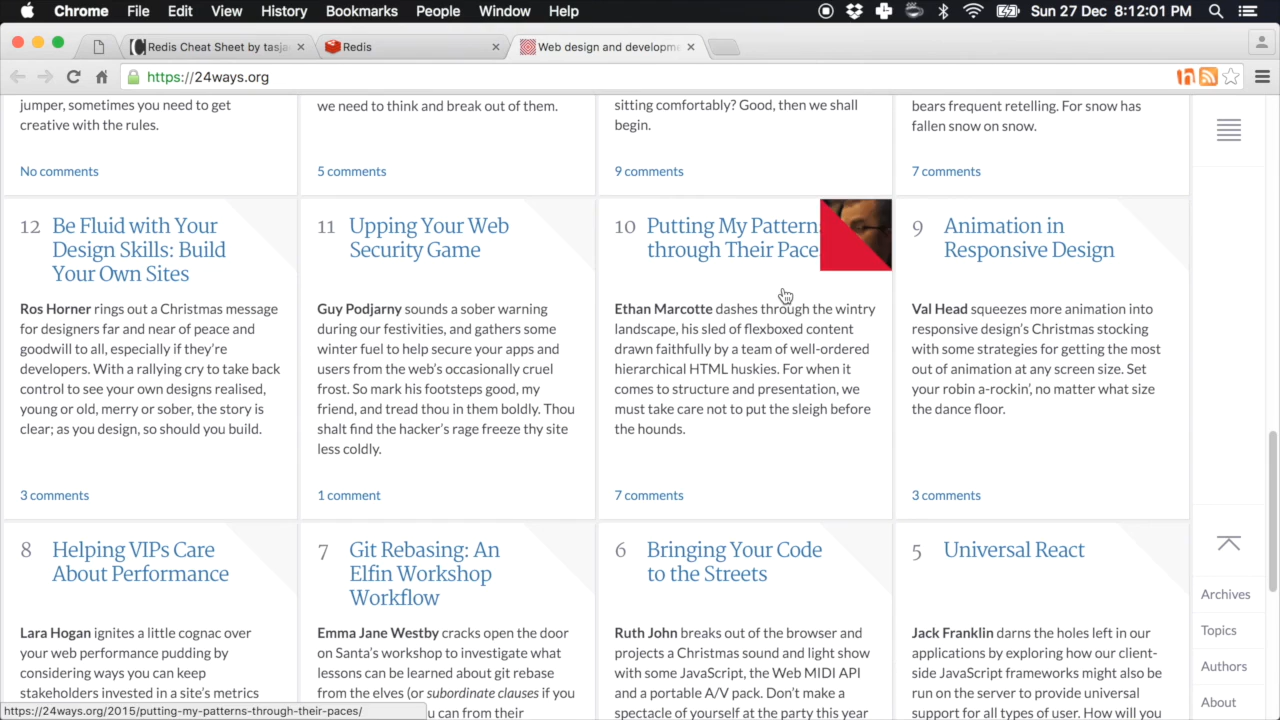 Chrome File Edit View History Bookmarks People Window Help Sun 27 Dec 8:12:01 PM
Redis Cheat Sheet by tasja
Redis
Web design and developme
https://24ways.org
jumper, sometimes you need to get
creative with the rules.
No comments
we need to think and break out of them.
5 comments
sitting comfortably? Good, then we shall
begin.
9 comments
bears frequent retelling. For snow has
fallen snow on snow.
7 comments
12 Be Fluid with Your
Design Skills: Build
Your Own Sites
Ros Horner rings out a Christmas message
for designers far and near of peace and
goodwill to all, especially if they're
developers. With a rallying cry to take back
control to see your own designs realised,
young or old, merry or sober, the story is
clear; as you design, so should you build.
3 comments
11 Upping Your Web
Security Game
Guy Podjarny sounds a sober warning
during our festivities, and gathers some
winter fuel to help secure your apps and
users from the web's occasionally cruel
frost. So mark his footsteps good, my
friend, and tread thou in them boldly. Thou
shalt find the hacker's rage freeze thy site
less coldly.
1 comment
10 Putting My Pattern
through Their Pace
Ethan Marcotte dashes through the wintry
landscape, his sled of flexboxed content
drawn faithfully by a team of well-ordered
hierarchical HTML huskies. For when it
comes to structure and presentation, we
must take care not to put the sleigh before
the hounds.
7 comments
9 Animation in
Responsive Design
Val Head squeezes more animation into
responsive design's Christmas stocking
with some strategies for getting the most
out of animation at any screen size. Set
your robin a-rockin', no matter what size
the dance floor.
3 comments
8 Helping VIPs Care
About Performance
Lara Hogan ignites a little cognac over
your web performance pudding by
considering ways you can keep
stakeholders invested in a site's metrics
7 Git Rebasing: An
Elfin Workshop
Workflow
Emma Jane Westby cracks open the door
on Santa's workshop to investigate what
lessons can be learned about git rebase
from the elves (or subordinate clauses if you
u can from their
6 Bringing Your Code
to the Streets
Ruth John breaks out of the browser and
projects a Christmas sound and light show
with some JavaScript, the Web MIDI API
and a portable A/V pack. Don't make a
spectacle of yourself at the party this year
5 Universal React
Jack Franklin darns the holes left in our
applications by exploring how our client-
side JavaScript frameworks might also be
run on the server to provide universal
support for all types of user. How will you
Archives
Topics
Authors
About
https://24ways.org/2015/putting-my-patterns-through-their-paces/